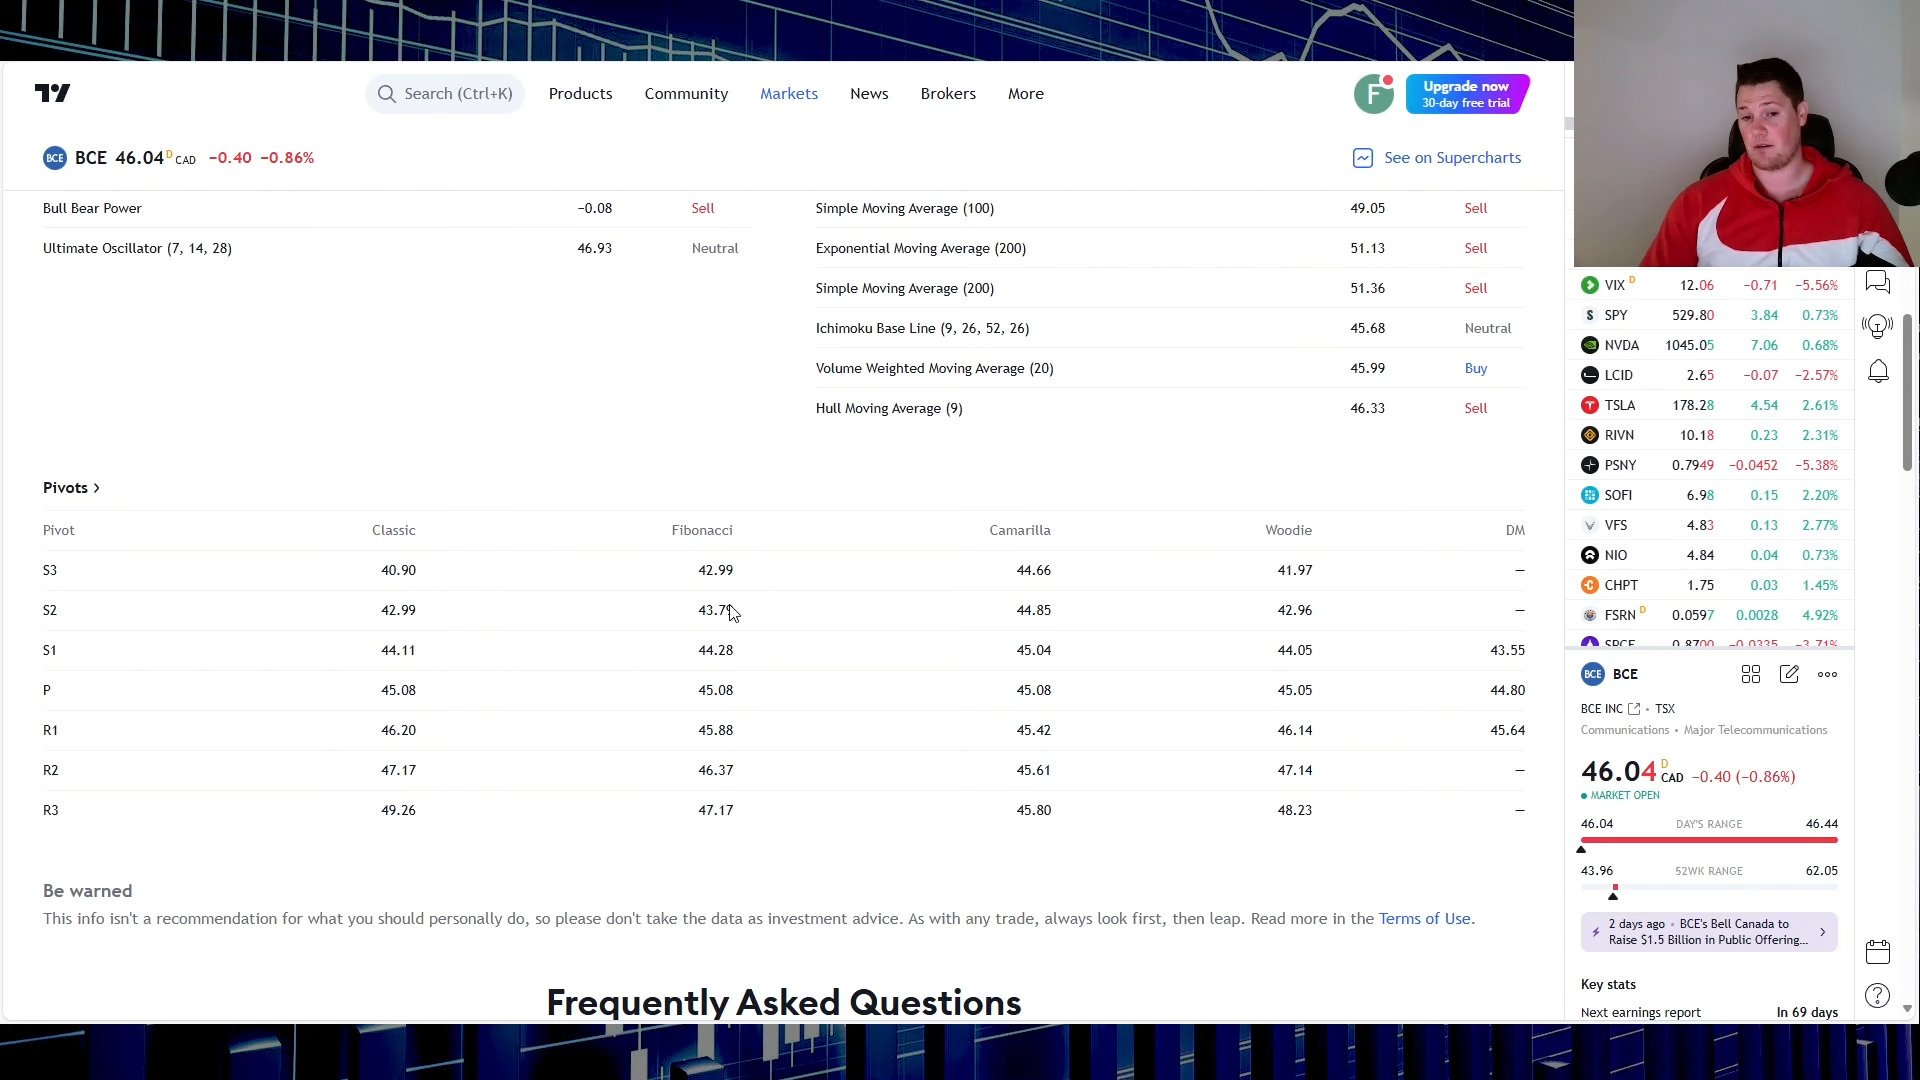 Search (Ctrl+K) Products Community Markets News Brokers More F Upgrade now
30-day free trial
BCE BCE 46.04 D CAD −0.40 −0.86% See on Supercharts
Bull Bear Power −0.08 Sell Simple Moving Average (100) 49.05 Sell
Ultimate Oscillator (7, 14, 28) 46.93 Neutral Exponential Moving Average (200) 51.13 Sell
Simple Moving Average (200) 51.36 Sell
Ichimoku Base Line (9, 26, 52, 26) 45.68 Neutral
Volume Weighted Moving Average (20) 45.99 Buy
Hull Moving Average (9) 46.33 Sell
Pivots
Pivot Classic Fibonacci Camarilla Woodie DM
S3 40.90 42.99 44.66 41.97 —
S2 42.99 43.79 44.85 42.96 —
S1 44.11 44.28 45.04 44.05 43.55
P 45.08 45.08 45.08 45.05 44.80
R1 46.20 45.88 45.42 46.14 45.64
R2 47.17 46.37 45.61 47.14 —
R3 49.26 47.17 45.80 48.23 —
Be warned
This info isn't a recommendation for what you should personally do, so please don't take the data as investment advice. As with any trade, always look first, then leap. Read more in the Terms of Use.
Frequently Asked Questions
VIX D 12.06 −0.71 −5.56%
SPY 529.80 3.84 0.73%
NVDA 1045.05 7.06 0.68%
LCID 2.65 −0.07 −2.57%
TSLA 178.28 4.54 2.61%
RIVN 10.18 0.23 2.31%
PSNY 0.7949 −0.0452 −5.38%
SOFI 6.98 0.15 2.20%
VFS 4.83 0.13 2.77%
NIO 4.84 0.04 0.73%
CHPT 1.75 0.03 1.45%
FSRN D 0.0597 0.0028 4.92%
SPCE 0.8700 −0.0335 −3.71%
BCE BCE
BCE INC • TSX
Communications • Major Telecommunications
46.04 D CAD −0.40 (−0.86%)
MARKET OPEN
46.04 DAY'S RANGE 46.44
43.96 52WK RANGE 62.05
2 days ago • BCE's Bell Canada to
Raise $1.5 Billion in Public Offering...
Key stats
Next earnings report In 69 days